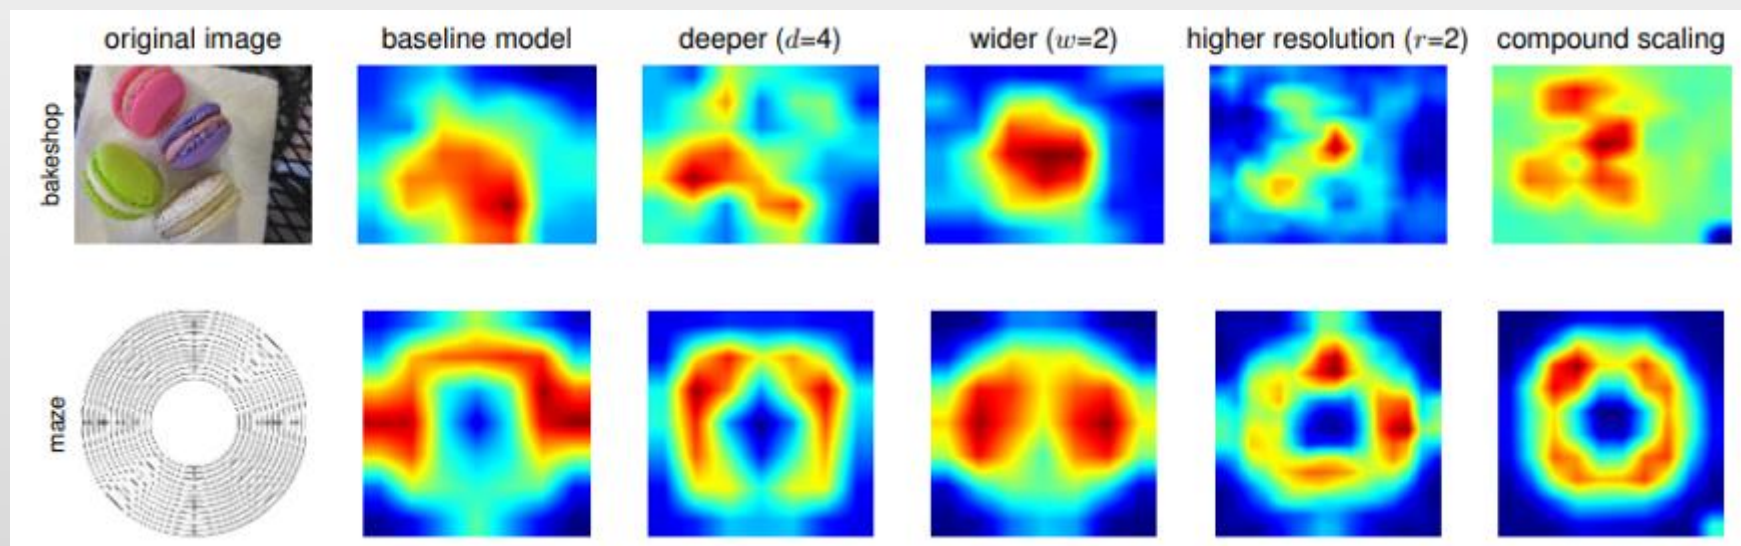 original image
baseline model
deeper (d=4)
wider (w=2)
higher resolution (r=2)
compound scaling
bakeshop
maze